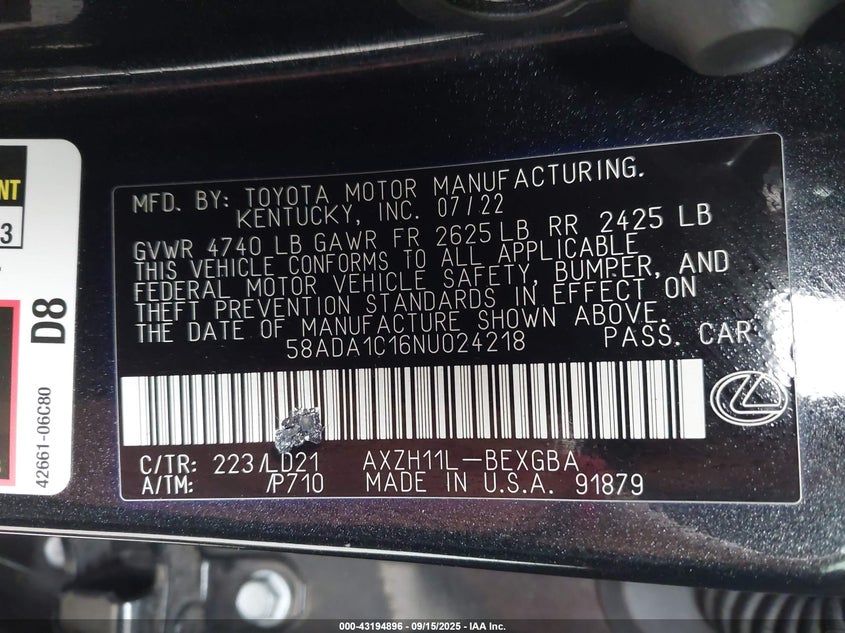 NT
3
D8
42661-06C80
MFD. BY: TOYOTA MOTOR MANUFACTURING.
KENTUCKY, INC. 07/22
GVWR 4740 LB GAWR FR 2625 LB RR 2425 LB
THIS VEHICLE CONFORMS TO ALL APPLICABLE
FEDERAL MOTOR VEHICLE SAFETY, BUMPER, AND
THEFT PREVENTION STANDARDS IN EFFECT ON
THE DATE OF MANUFACTURE SHOWN ABOVE.
58ADA1C16NU024218 PASS. CAR
C/TR: 223/LD21 AXZH11L-BEXGBA
A/TM: /P710 MADE IN U.S.A. 91879
000-43194896 - 09/15/2025 - IAA Inc.